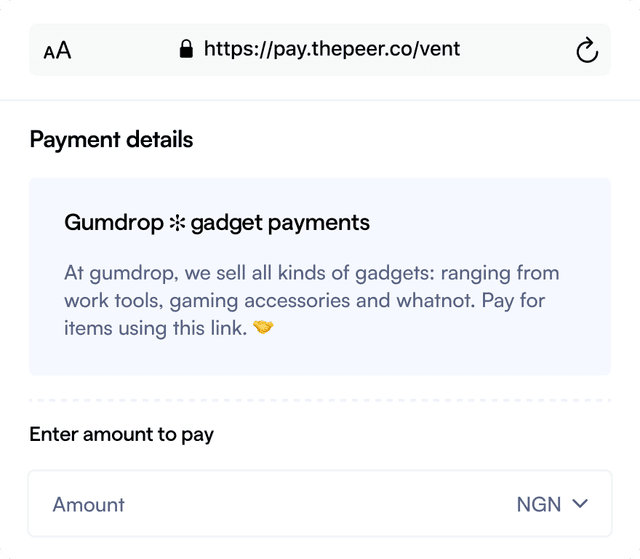 AA https://pay.thepeer.co/vent
Payment details
Gumdrop ✻ gadget payments
At gumdrop, we sell all kinds of gadgets: ranging from
work tools, gaming accessories and whatnot. Pay for
items using this link. 🤝
Enter amount to pay
Amount NGN